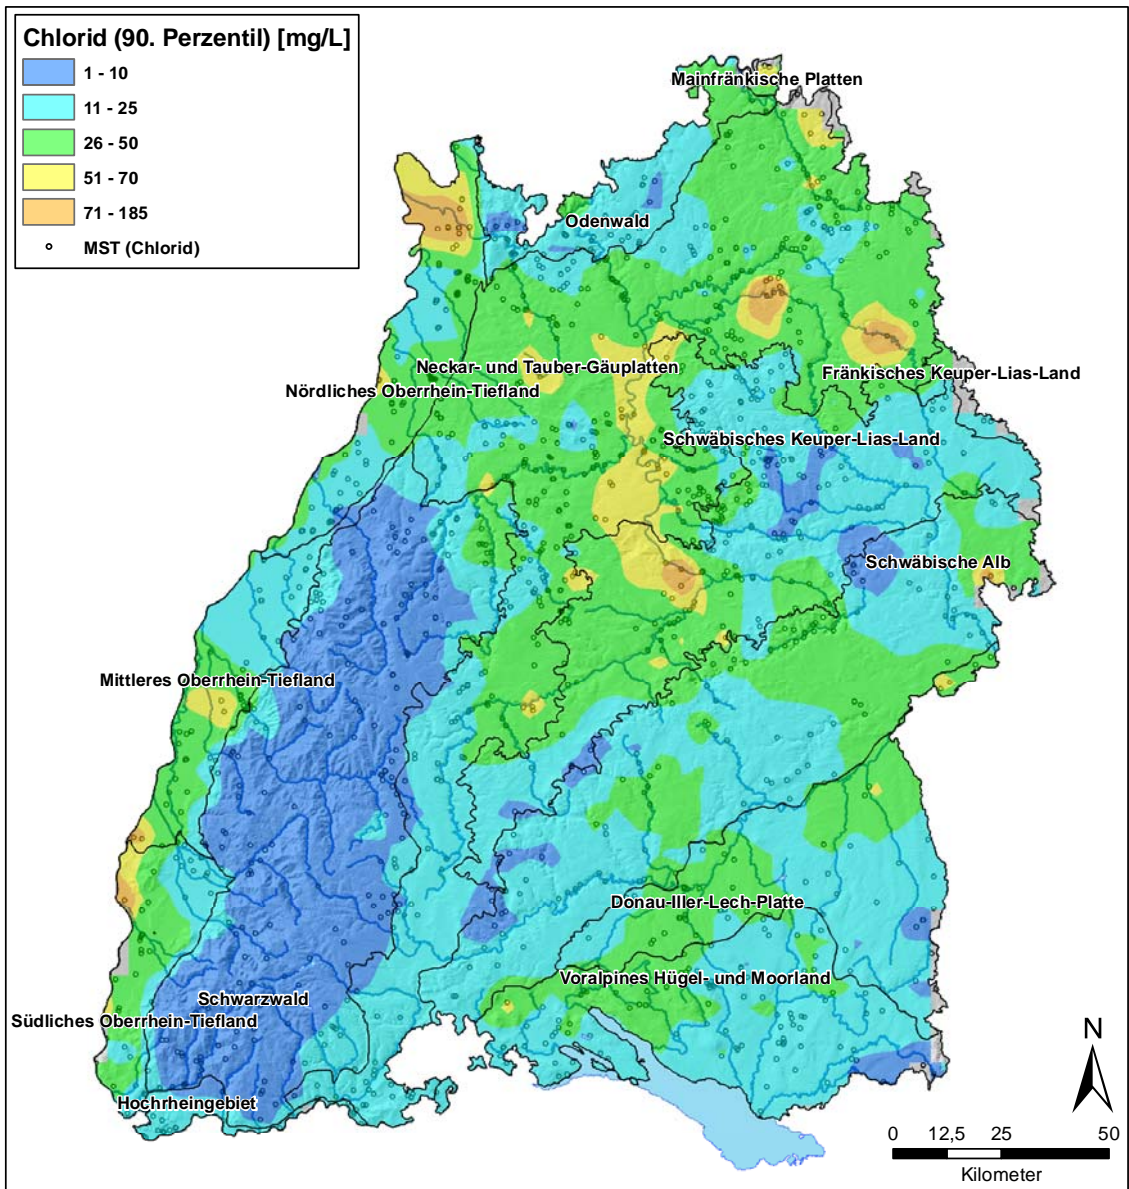 Chlorid (90. Perzentil) [mg/L]
1 - 10
11 - 25
26 - 50
51 - 70
71 - 185
MST (Chlorid)
Mainfränkische Platten
Odenwald
Neckar- und Tauber-Gäuplatten
Fränkisches Keuper-Lias-Land
Nördliches Oberrhein-Tiefland
Schwäbisches Keuper-Lias-Land
Schwäbische Alb
Mittleres Oberrhein-Tiefland
Donau-Iller-Lech-Platte
Voralpines Hügel- und Moorland
Schwarzwald
Südliches Oberrhein-Tiefland
Hochrheingebiet
N
0 12,5 25 50
Kilometer